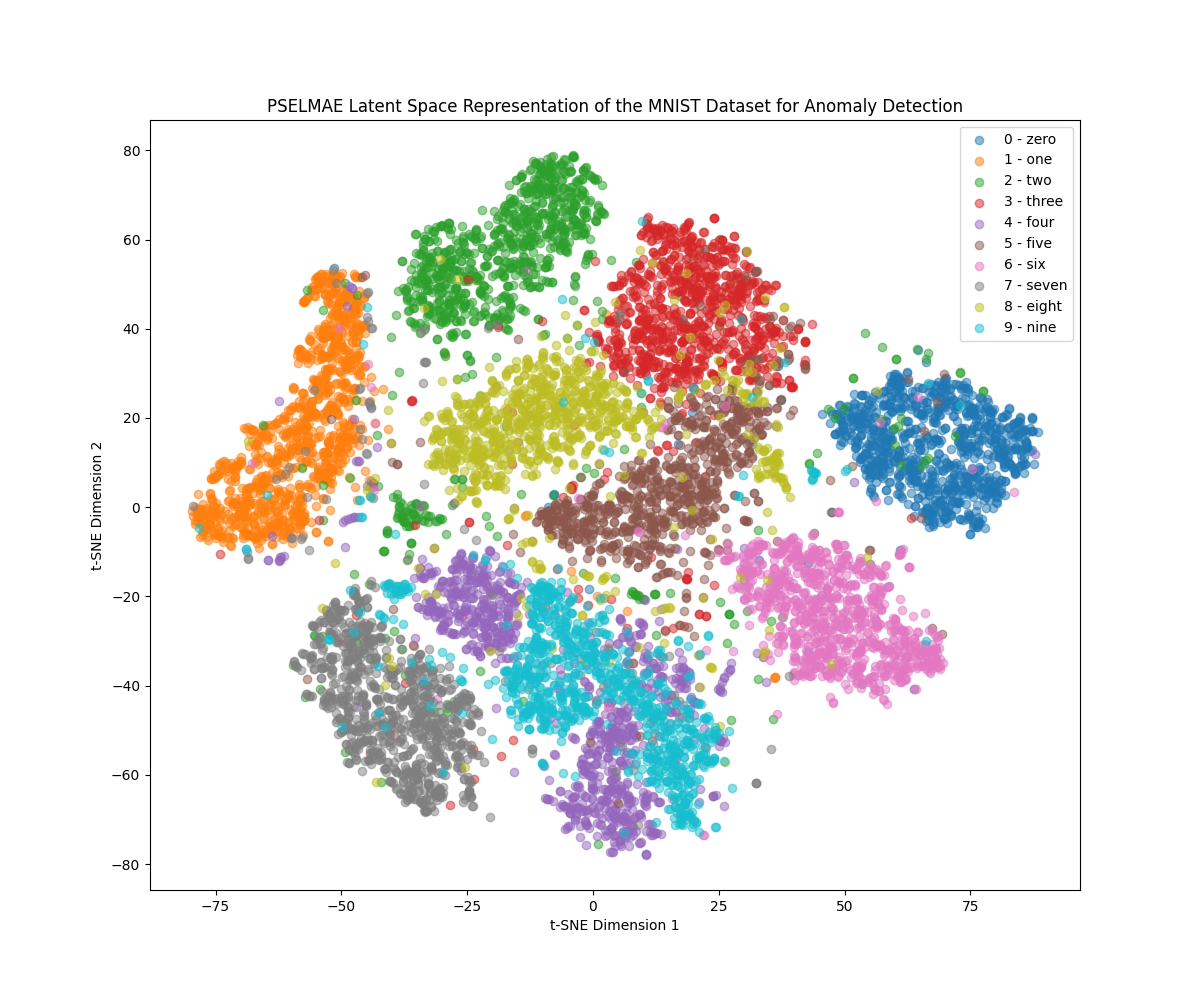 PSELMAE Latent Space Representation of the MNIST Dataset for Anomaly Detection
0 - zero
1 - one
2 - two
3 - three
4 - four
5 - five
6 - six
7 - seven
8 - eight
9 - nine
80
60
40
20
0
−20
−40
−60
−80
t-SNE Dimension 2
−75
−50
−25
0
25
50
75
t-SNE Dimension 1